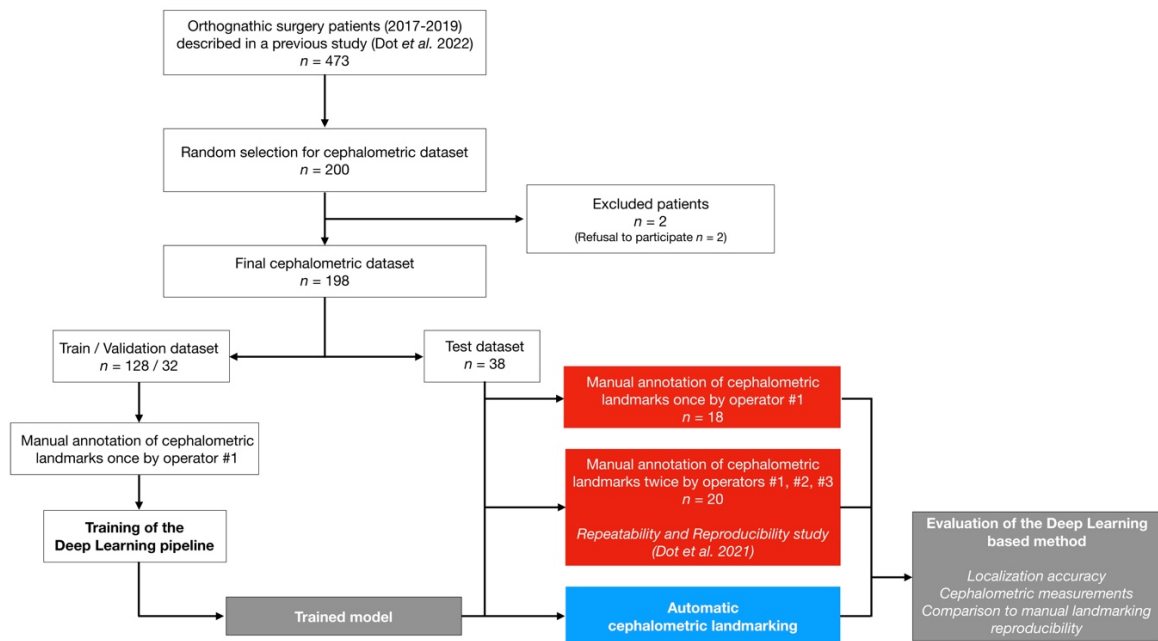 Orthognathic surgery patients (2017-2019)
described in a previous study (Dot et al. 2022)
n = 473
Random selection for cephalometric dataset
n = 200
Excluded patients
n = 2
(Refusal to participate n = 2)
Final cephalometric dataset
n = 198
Train / Validation dataset
n = 128 / 32
Test dataset
n = 38
Manual annotation of cephalometric
landmarks once by operator #1
n = 18
Manual annotation of cephalometric
landmarks once by operator #1
Manual annotation of cephalometric
landmarks twice by operators #1, #2, #3
n = 20
Repeatability and Reproducibility study
(Dot et al. 2021)
Training of the
Deep Learning pipeline
Evaluation of the Deep Learning
based method
Localization accuracy
Cephalometric measurements
Comparison to manual landmarking
reproducibility
Trained model
Automatic
cephalometric landmarking